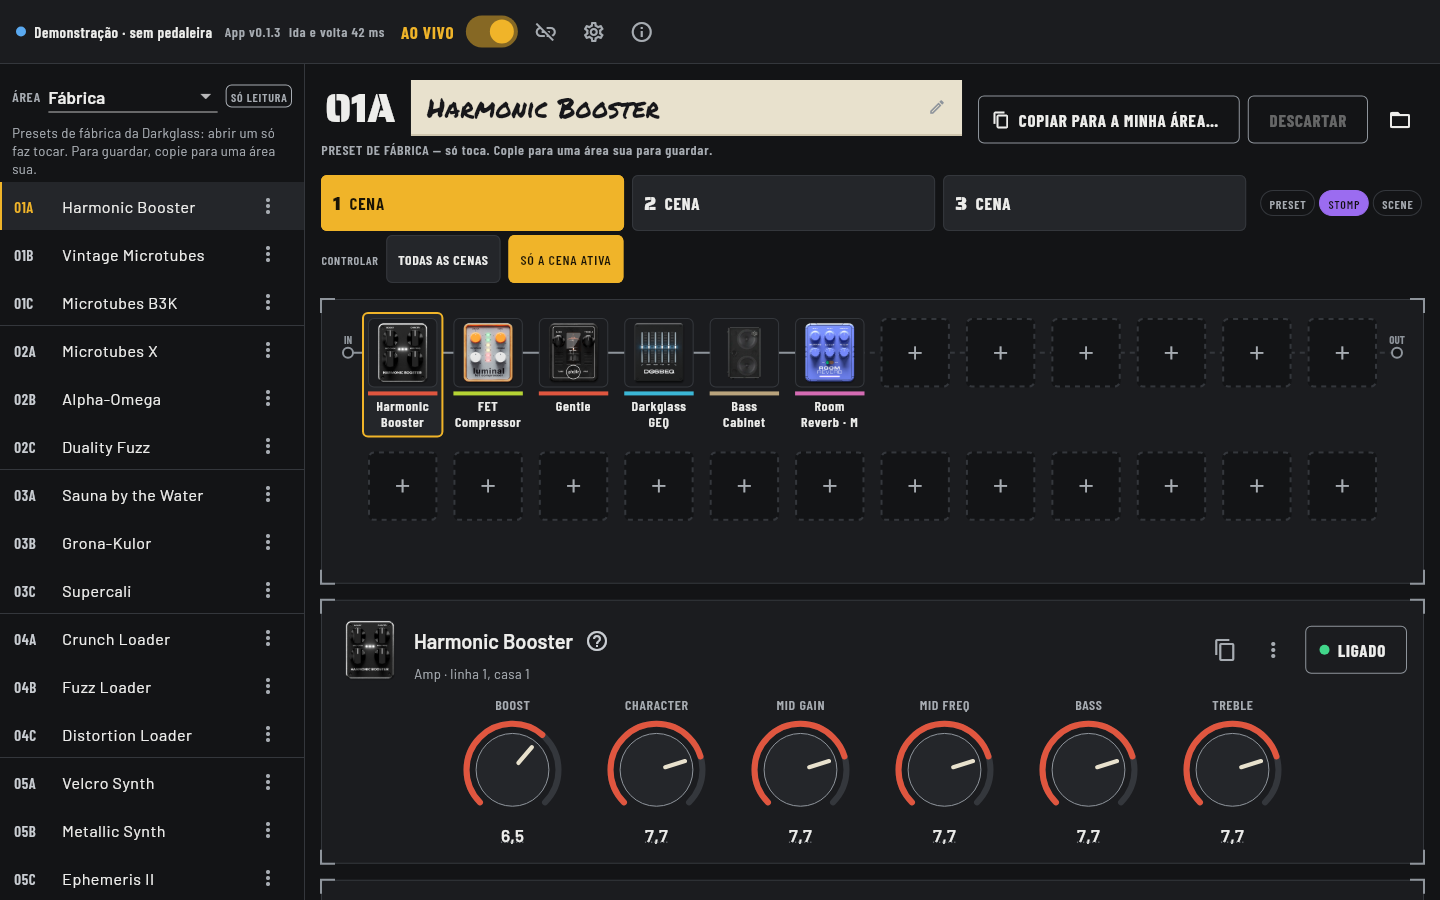 Demonstração · sem pedaleira App v0.1.3 Ida e volta 42 ms AO VIVO
ÁREA Fábrica SÓ LEITURA
Presets de fábrica da Darkglass: abrir um só
faz tocar. Para guardar, copie para uma área
sua.
01A Harmonic Booster
01B Vintage Microtubes
01C Microtubes B3K
02A Microtubes X
02B Alpha-Omega
02C Duality Fuzz
03A Sauna by the Water
03B Grona-Kulor
03C Supercali
04A Crunch Loader
04B Fuzz Loader
04C Distortion Loader
05A Velcro Synth
05B Metallic Synth
05C Ephemeris II
01A Harmonic Booster COPIAR PARA A MINHA ÁREA... DESCARTAR
PRESET DE FÁBRICA — só toca. Copie para uma área sua para guardar.
1 CENA 2 CENA 3 CENA PRESET STOMP SCENE
CONTROLAR TODAS AS CENAS SÓ A CENA ATIVA
IN OUT
luminal
ROOM
REVERB
Harmonic
Booster
FET
Compressor
Gentle
Darkglass
GEQ
Bass
Cabinet
Room
Reverb · M
Harmonic Booster
Amp · linha 1, casa 1
LIGADO
BOOST CHARACTER MID GAIN MID FREQ BASS TREBLE
6,5 7,7 7,7 7,7 7,7 7,7